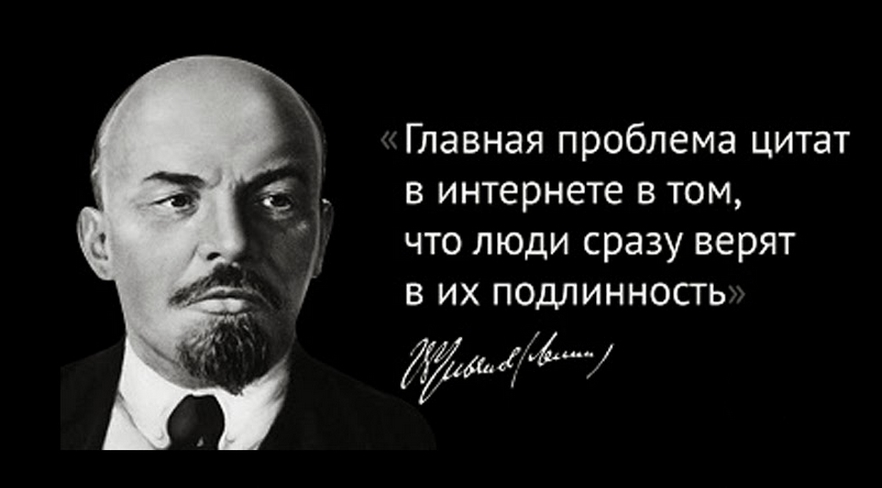 «Главная проблема цитат
в интернете в том,
что люди сразу верят
в их подлинность»